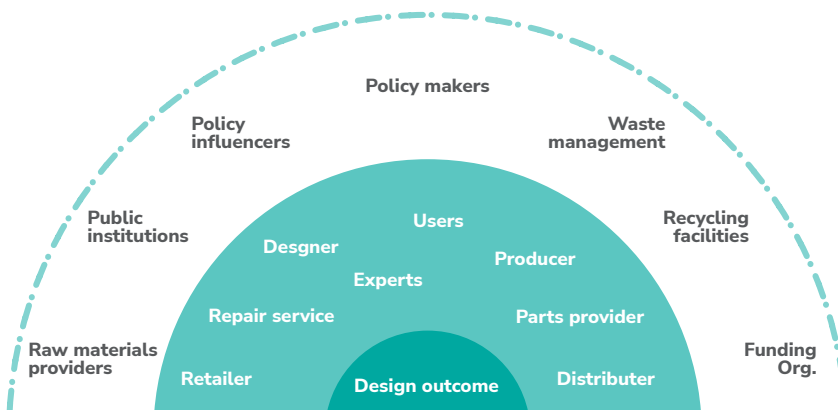 Policy makers
Policy
influencers
Waste
management
Public
institutions
Users
Recycling
facilities
Desgner
Producer
Experts
Repair service
Parts provider
Raw materials
providers
Funding
Org.
Retailer
Design outcome
Distributer